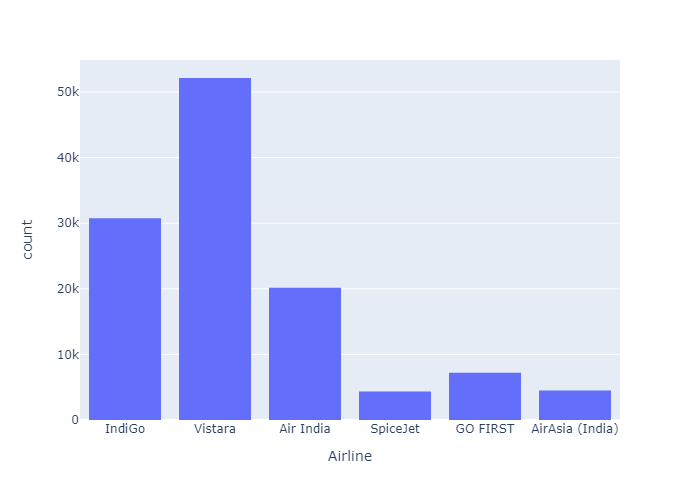 50k
40k
30k
20k
10k
0
count
IndiGo
Vistara
Air India
SpiceJet
GO FIRST
AirAsia (India)
Airline